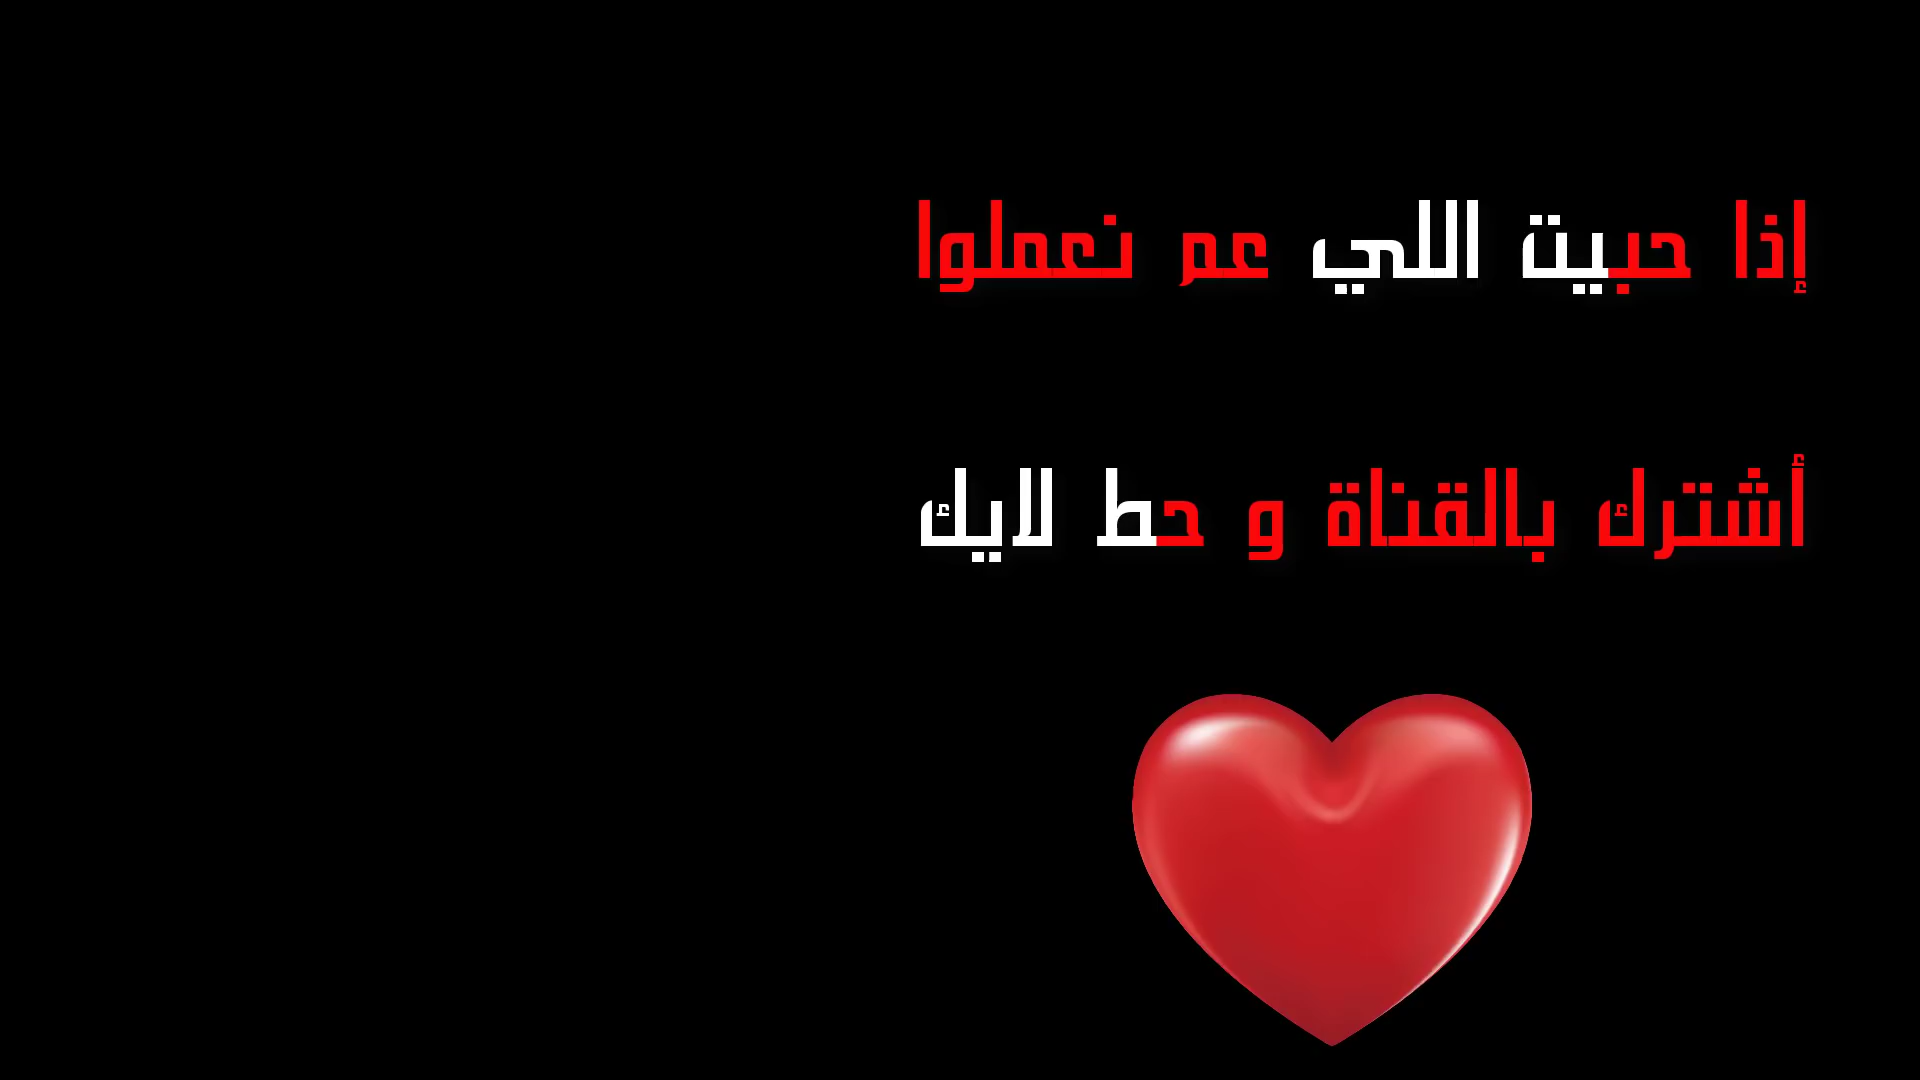 إذا حبيت اللي عم نعملوا
أشترك بالقناة و حط لايك